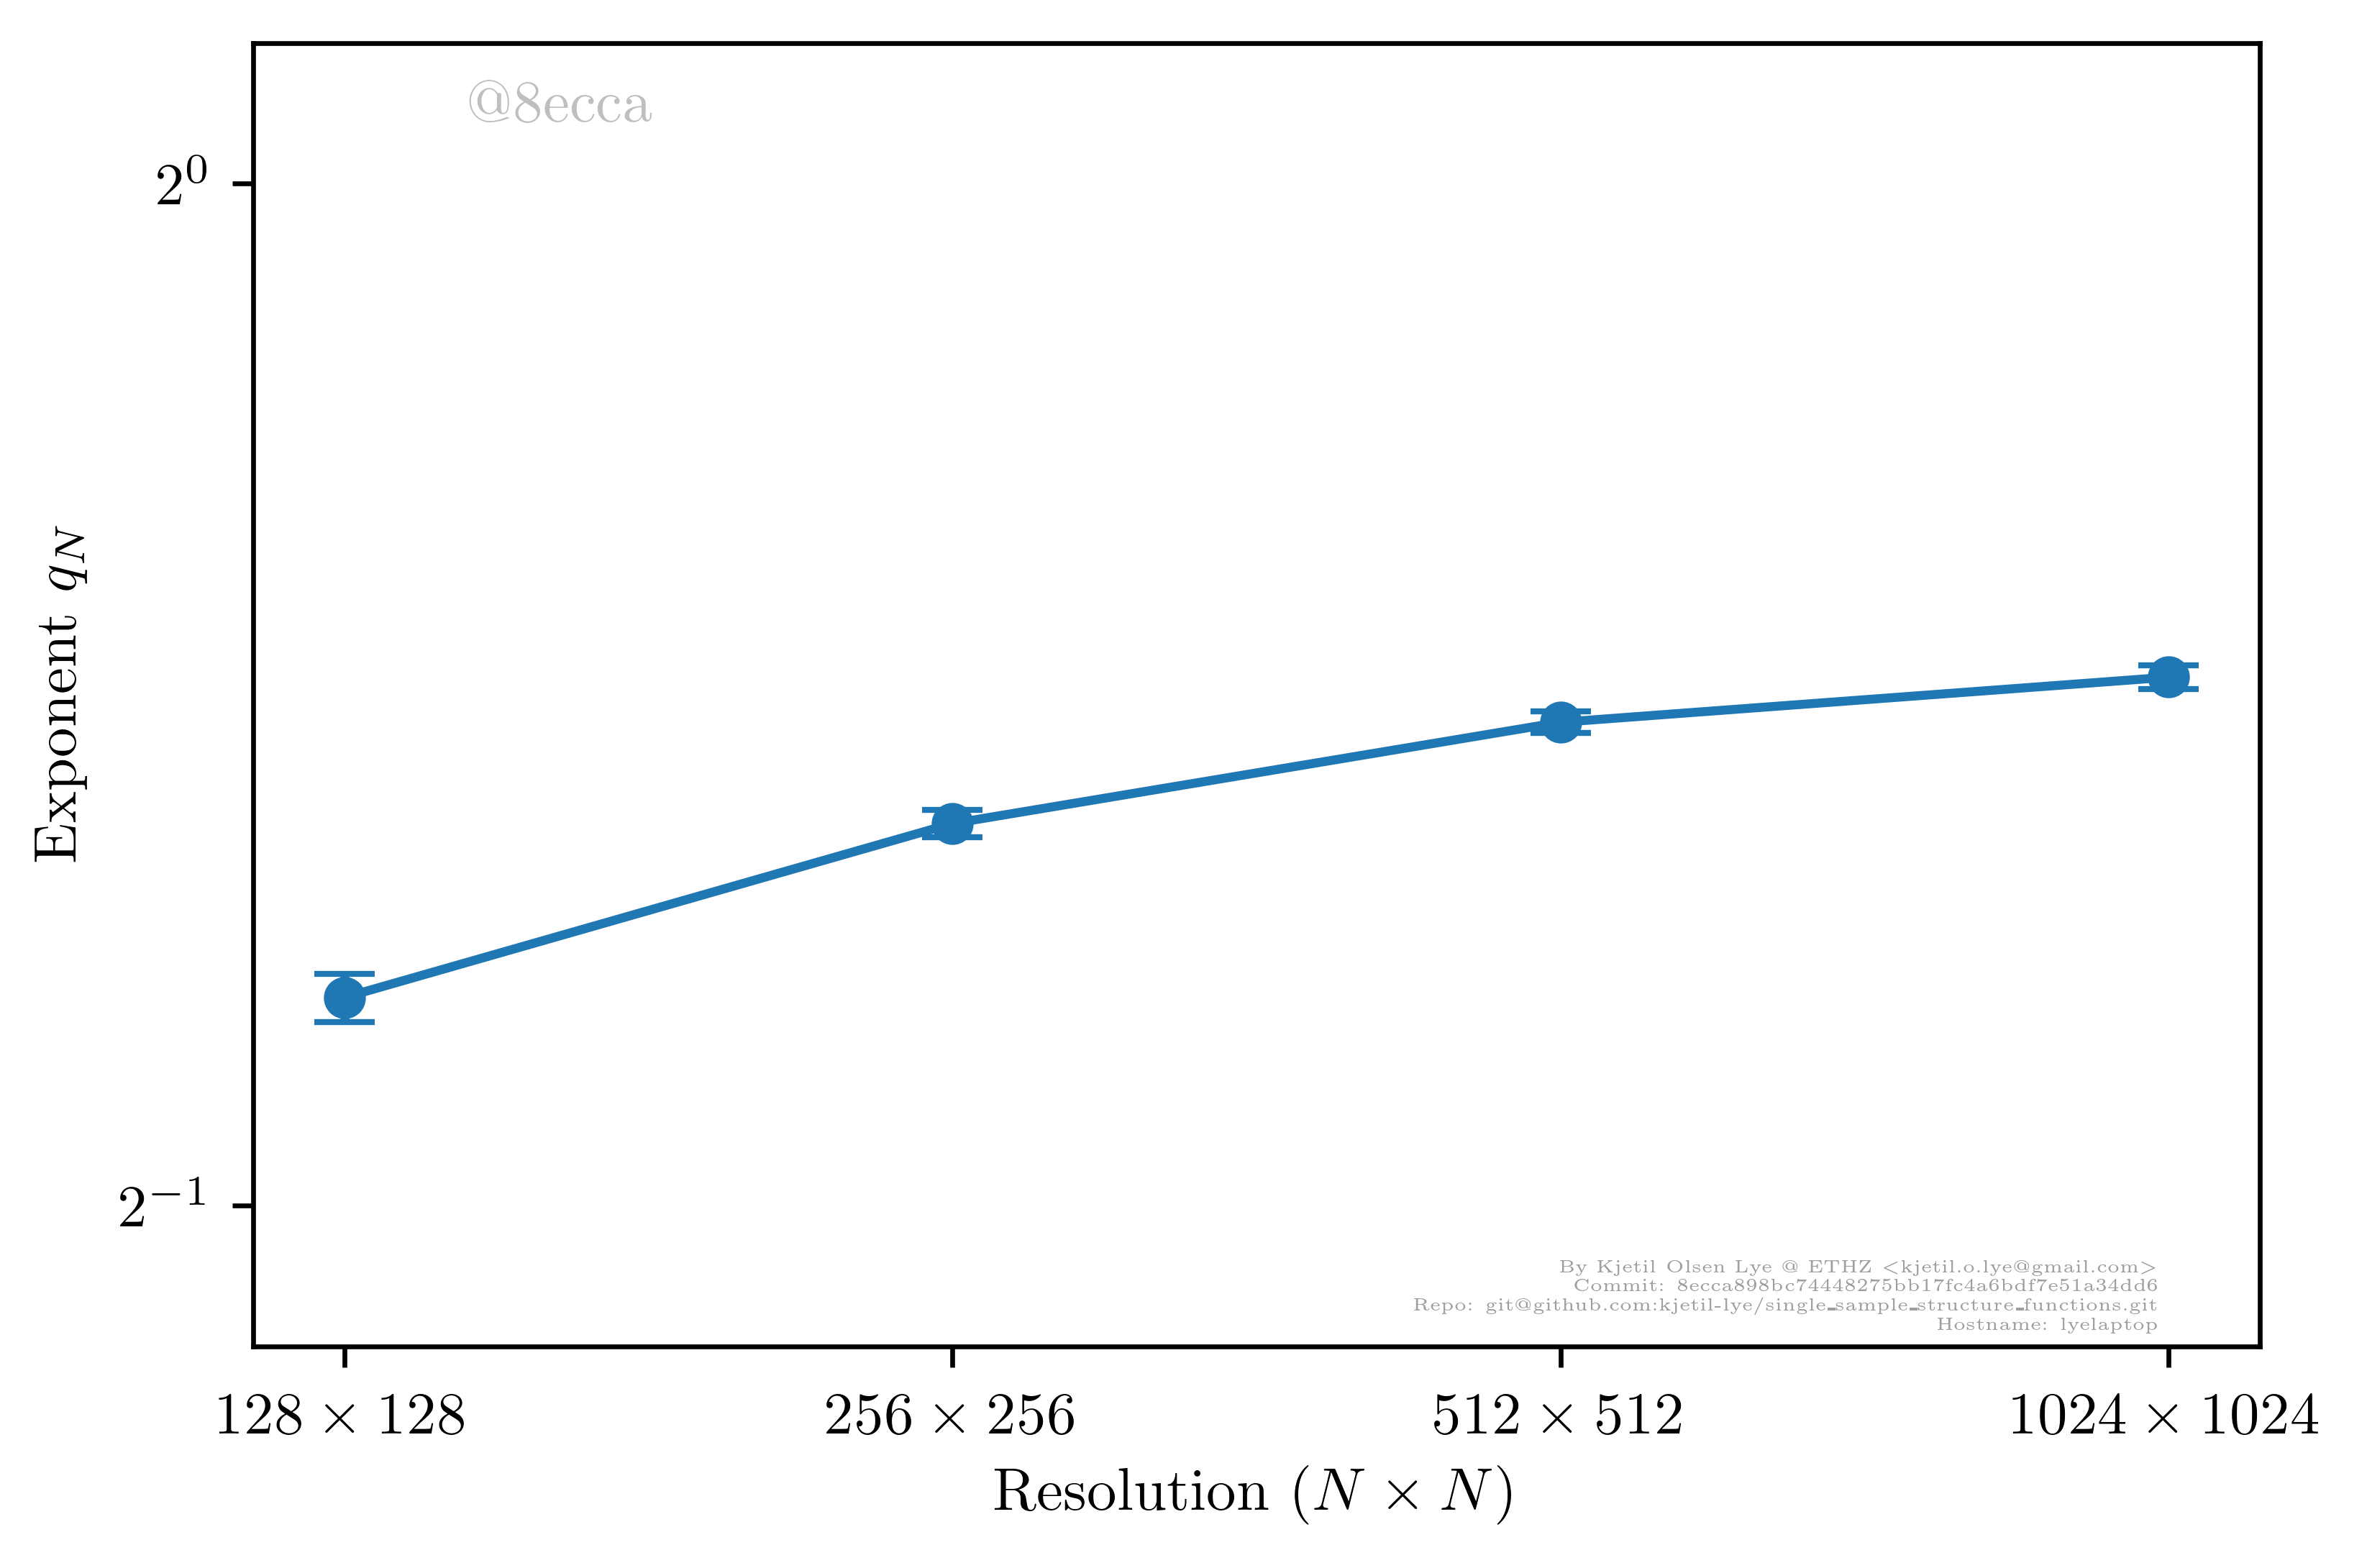 @8ecca
2^0
Exponent q_N
2^{-1}
By Kjetil Olsen Lye @ ETHZ <kjetil.o.lye@gmail.com>
Commit: 8ecca898bc74448275bb17fc4a6bdf7e51a34dd6
Repo: git@github.com:kjetil-lye/single_sample_structure_functions.git
Hostname: lyelaptop
128 × 128
256 × 256
512 × 512
1024 × 1024
Resolution (N × N)